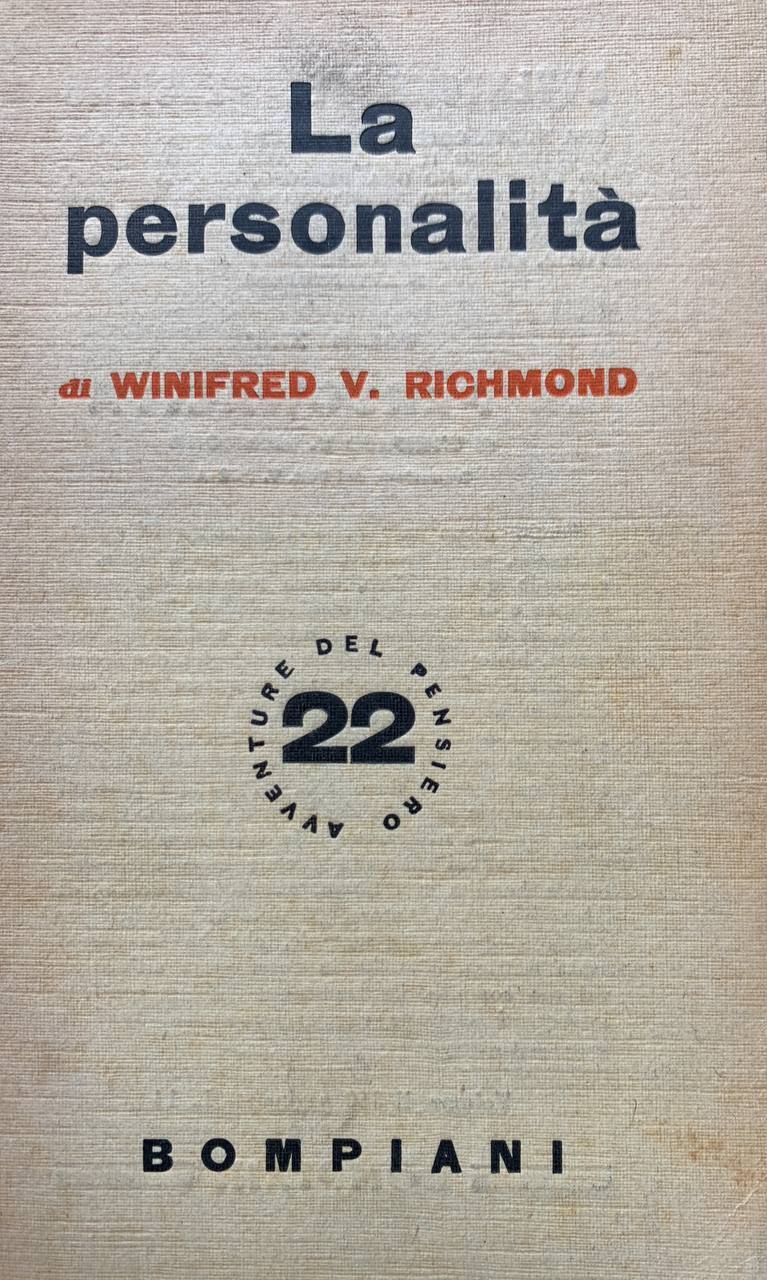 La
personalità
di WINIFRED V. RICHMOND
AVVENTURE DEL PENSIERO
22
BOMPIANI